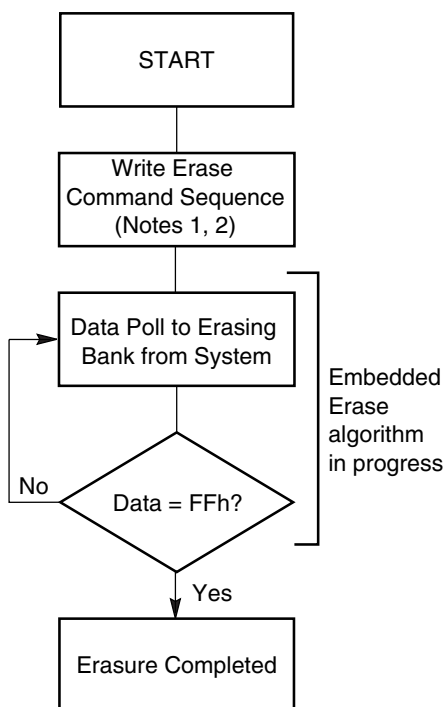 START
Write Erase
Command Sequence
(Notes 1, 2)
Data Poll to Erasing
Bank from System
Embedded
Erase
algorithm
in progress
No
Data = FFh?
Yes
Erasure Completed